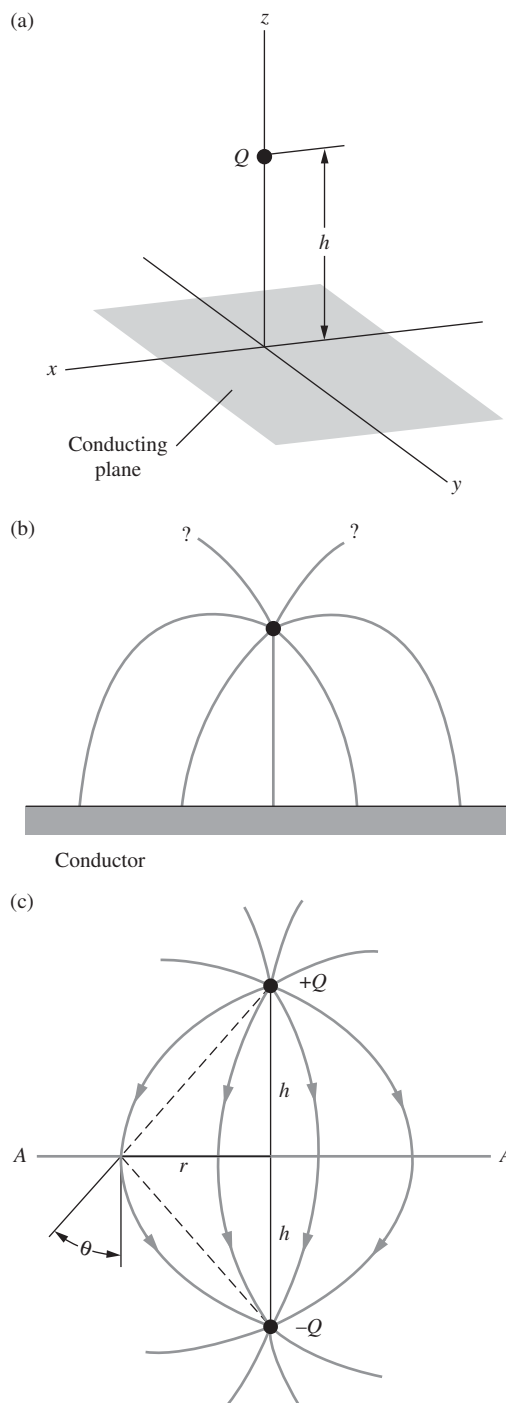 (a)
z
Q
h
x
Conducting
plane
y
(b)
? ?
Conductor
(c)
+Q
h
A r A
θ h
–Q